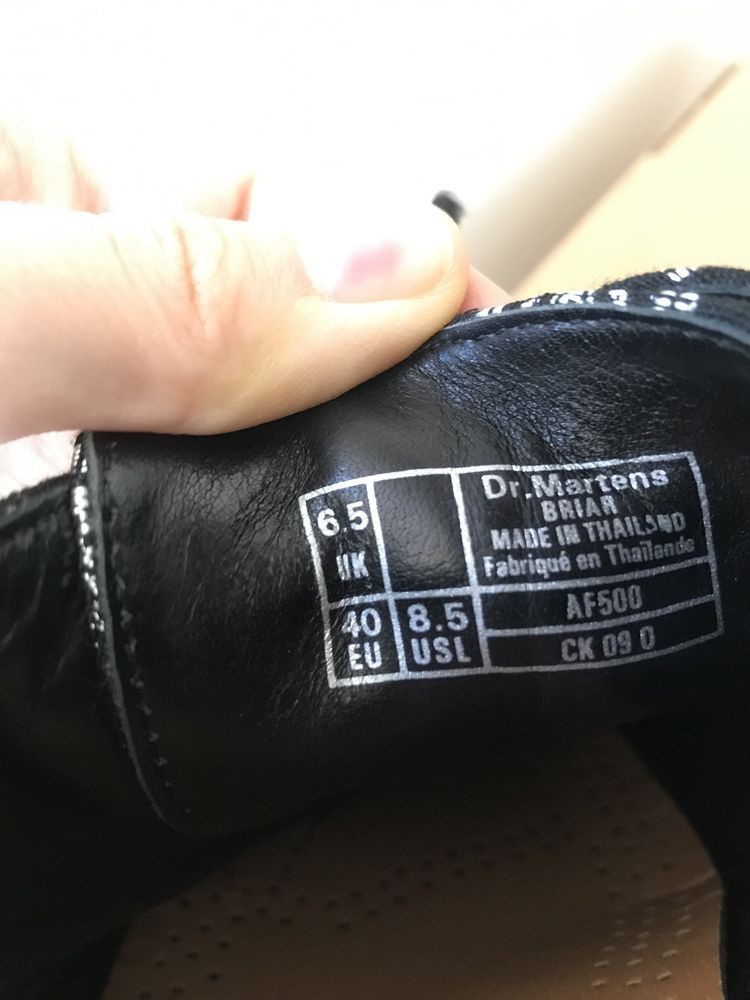 6.5
UK
40
EU
8.5
USL
Dr.Martens
BRIAR
MADE IN THAILAND
Fabriqué en Thaïlande
AF500
CK 09 0